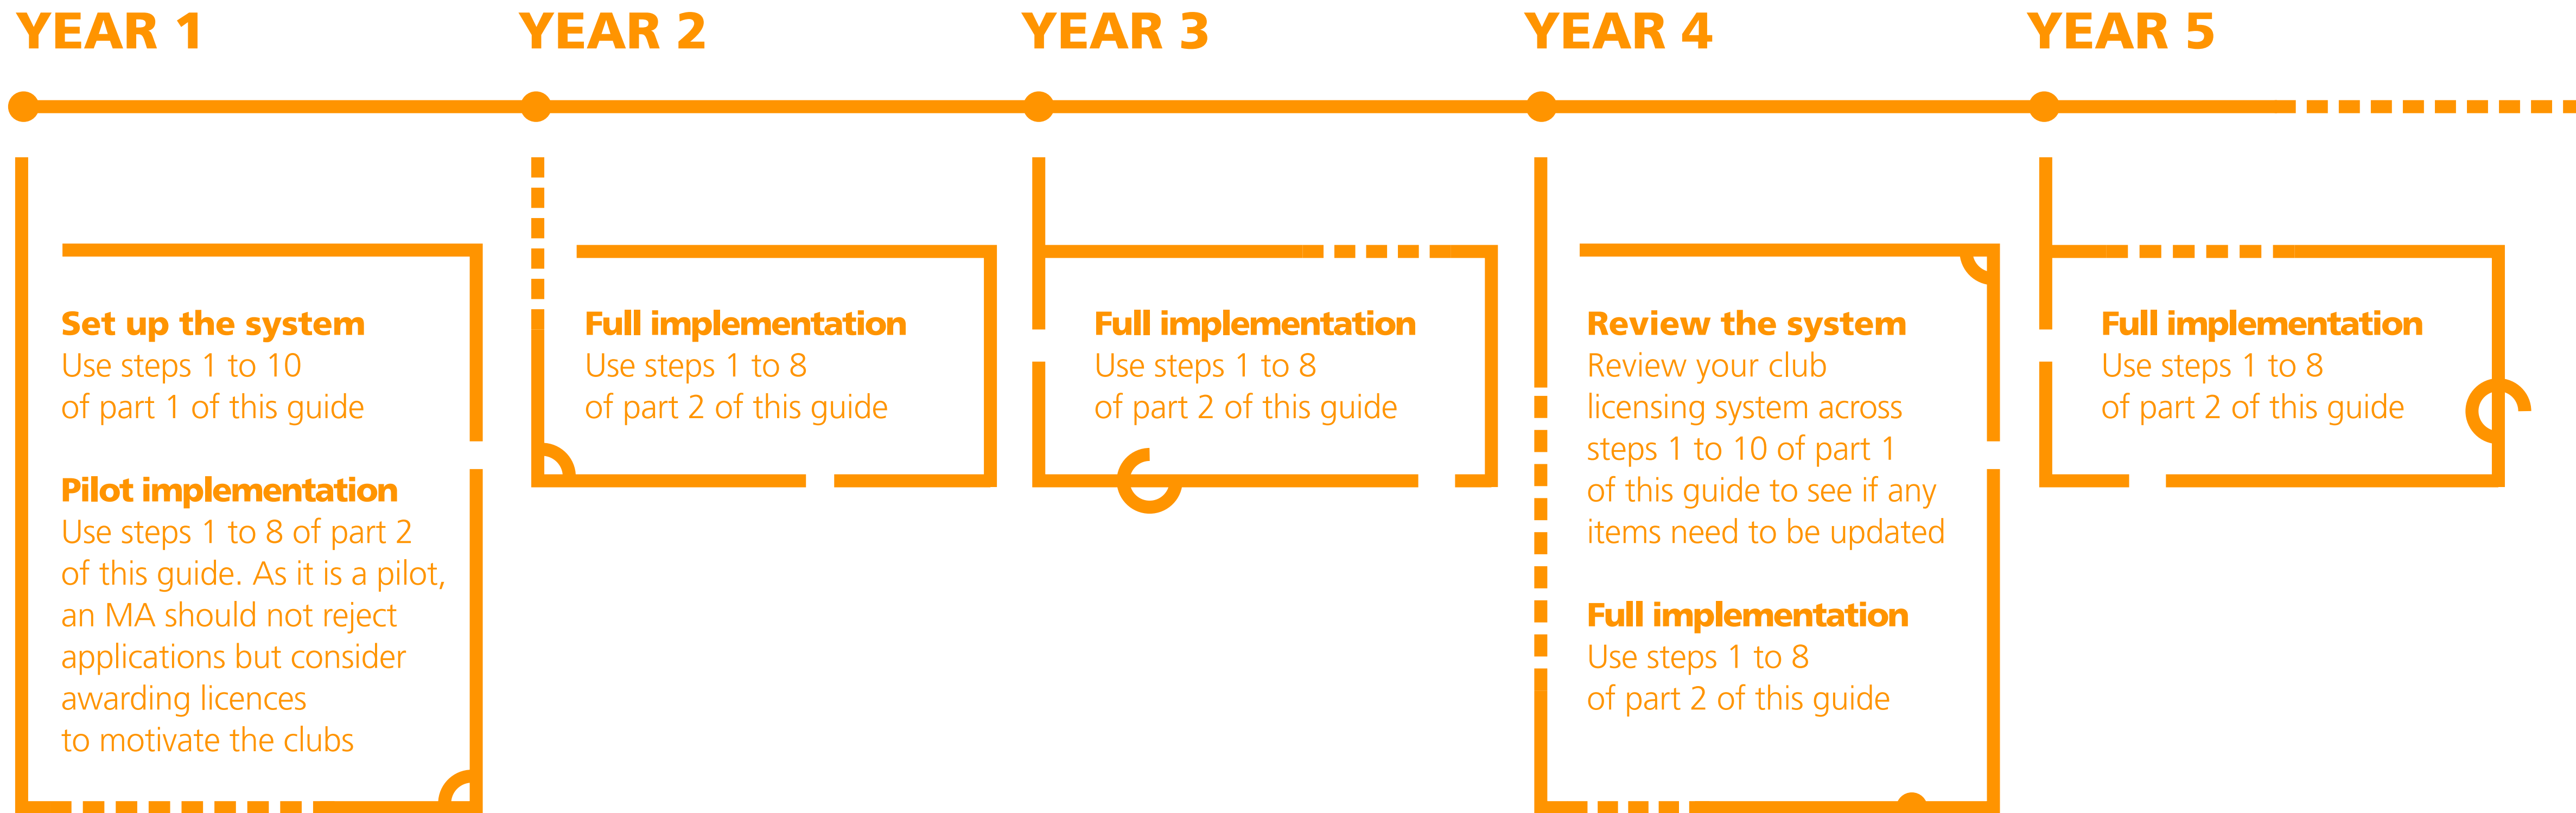 YEAR 1
YEAR 2
YEAR 3
YEAR 4
YEAR 5
Set up the system
Use steps 1 to 10
of part 1 of this guide
Pilot implementation
Use steps 1 to 8 of part 2
of this guide. As it is a pilot,
an MA should not reject
applications but consider
awarding licences
to motivate the clubs
Full implementation
Use steps 1 to 8
of part 2 of this guide
Full implementation
Use steps 1 to 8
of part 2 of this guide
Review the system
Review your club
licensing system across
steps 1 to 10 of part 1
of this guide to see if any
items need to be updated
Full implementation
Use steps 1 to 8
of part 2 of this guide
Full implementation
Use steps 1 to 8
of part 2 of this guide